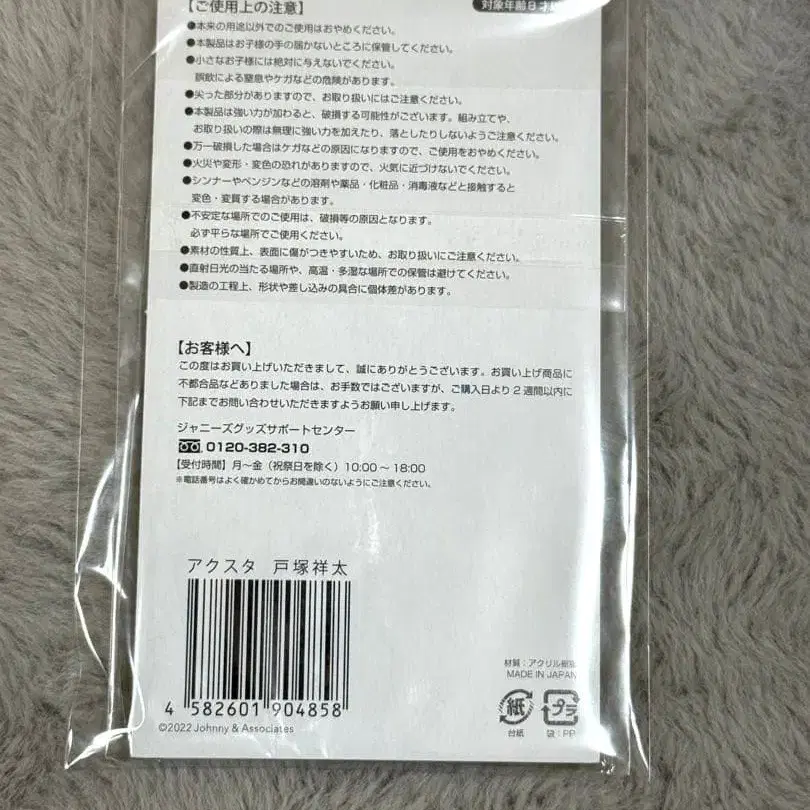 【ご使用上の注意】
対象年齢8才
●本来の用途以外でのご使用はおやめください。
●本製品はお子様の手の届かないところに保管してください。
●小さなお子様には絶対に与えないでください。
誤飲による窒息やケガなどの危険があります。
●尖った部分がありますので、お取り扱いにはご注意ください。
●本製品は強い力が加わると、破損する可能性がございます。組み立てや、
お取り扱いの際は無理に強い力を加えたり、落としたりしないようご注意ください。
●万一破損した場合はケガなどの原因になりますので、ご使用をおやめください。
●火災や変形・変色の恐れがありますので、火気に近づけないでください。
●シンナーやベンジンなどの溶剤や薬品・化粧品・消毒液などと接触すると
変色・変質する場合があります。
●不安定な場所でのご使用は、破損等の原因となります。
必ず平らな場所でご使用ください。
●素材の性質上、表面に傷がつきやすいため、お取り扱いにご注意ください。
●直射日光の当たる場所や、高温・多湿な場所での保管は避けてください。
●製造の工程上、形状や差し込みの具合に個体差があります。
【お客様へ】
この度はお買い上げいただきまして、誠にありがとうございます。お買い上げ商品に
不都合品などありました場合は、お手数ではございますが、ご購入日より2週間以内に
下記までお問い合わせいただきますようお願い申し上げます。
ジャニーズグッズサポートセンター
0120-382-310
【受付時間】月～金（祝祭日を除く）10:00～18:00
※電話番号はよく確かめてからお間違いのないようにご注意ください。
アクスタ 戸塚祥太
4 582601 904858
©2022 Johnny & Associates
材質：アクリル樹脂
MADE IN JAPAN
紙
台紙
プラ
袋：PP